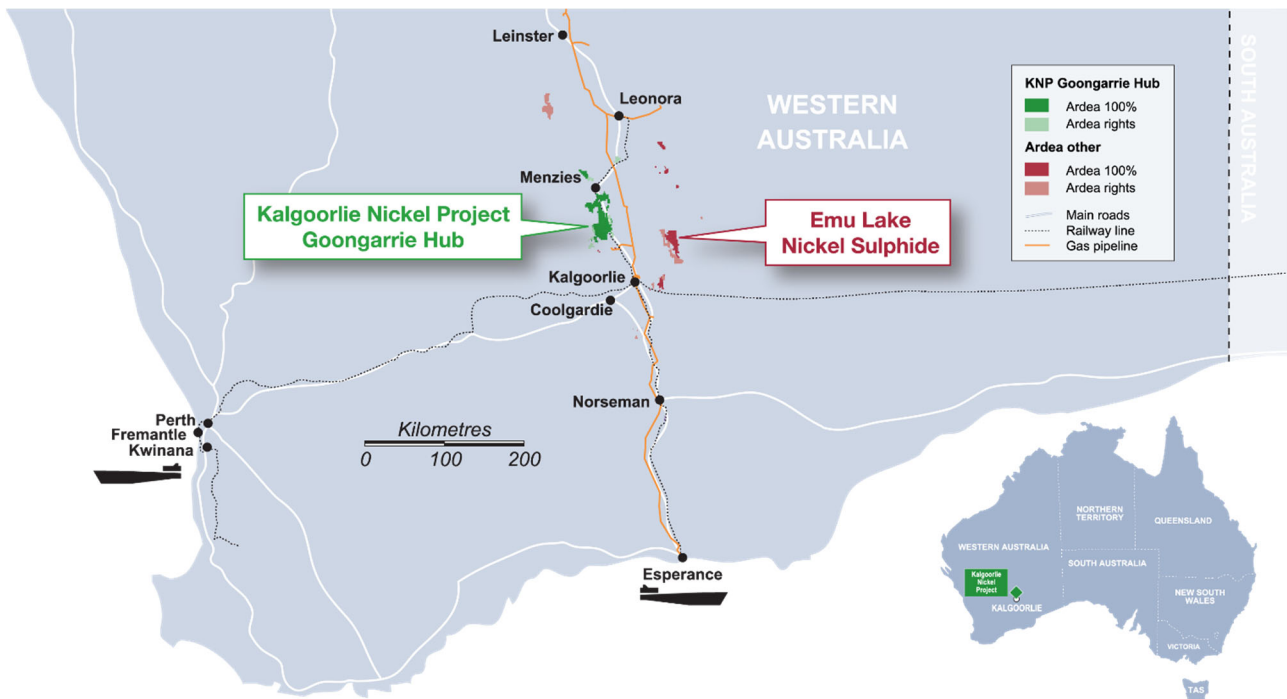 Leinster
Leonora
WESTERN
AUSTRALIA
SOUTH AUSTRALIA
KNP Goongarrie Hub
Ardea 100%
Ardea rights
Ardea other
Ardea 100%
Ardea rights
Main roads
Railway line
Gas pipeline
Menzies
Kalgoorlie Nickel Project
Goongarrie Hub
Emu Lake
Nickel Sulphide
Kalgoorlie
Coolgardie
Norseman
Perth
Fremantle
Kwinana
Kilometres
0 100 200
Esperance
NORTHERN
TERRITORY
QUEENSLAND
WESTERN AUSTRALIA
SOUTH AUSTRALIA
Kalgoorlie
Nickel
Project
KALGOORLIE
NEW SOUTH
WALES
VICTORIA
TAS